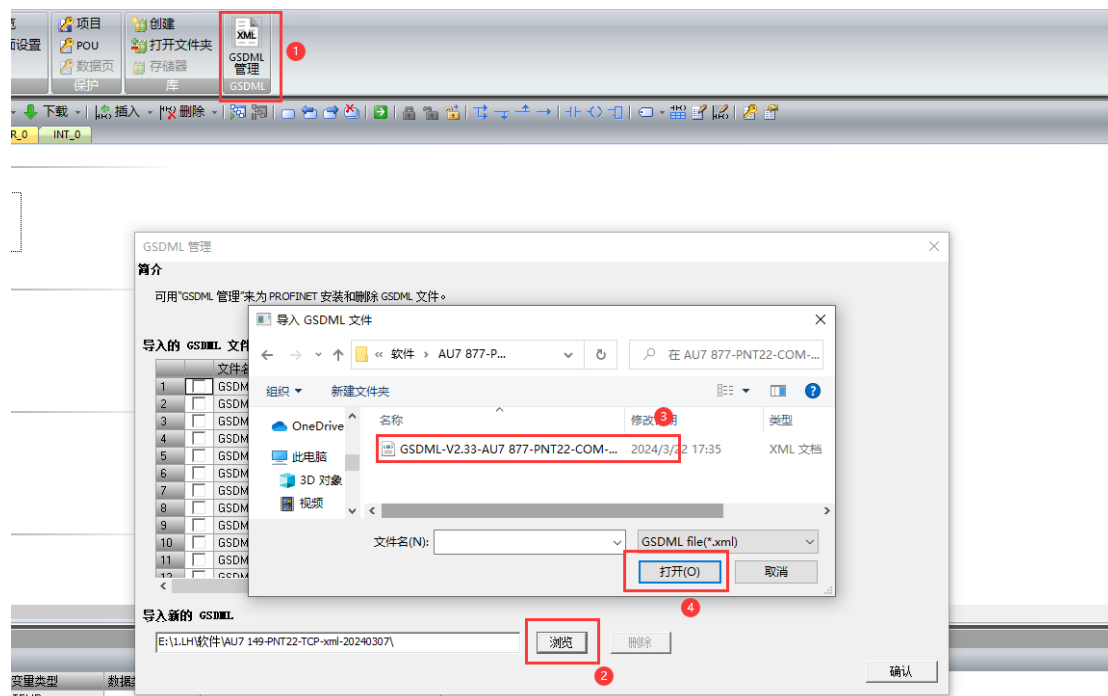 项目
创建
XML
面设置
POU
打开文件夹
GSDML
管理
1
数据页
存储器
保护
库
GSDML
下载
插入
删除
R_0
INT_0
GSDML 管理
简介
可用"GSDML 管理"来为 PROFINET 安装和删除 GSDML 文件。
导入 GSDML 文件
导入的 GSDML 文件
« 软件 › AU7 877-P...
在 AU7 877-PNT22-COM-...
组织
新建文件夹
文件名
1 GSDM
2 GSDM
3 GSDM
4 GSDM
5 GSDM
6 GSDM
7 GSDM
8 GSDM
9 GSDM
10 GSDM
11 GSDM
12 GSDM
OneDrive
此电脑
3D 对象
视频
名称
修改日期
3
类型
GSDML-V2.33-AU7 877-PNT22-COM-...
2024/3/22 17:35
XML 文档
文件名(N):
GSDML file(*.xml)
打开(O)
取消
4
导入新的 GSDML
E:\1.LH\软件\AU7 149-PNT22-TCP-xml-20240307\
浏览
删除
2
确认
变量类型
数据